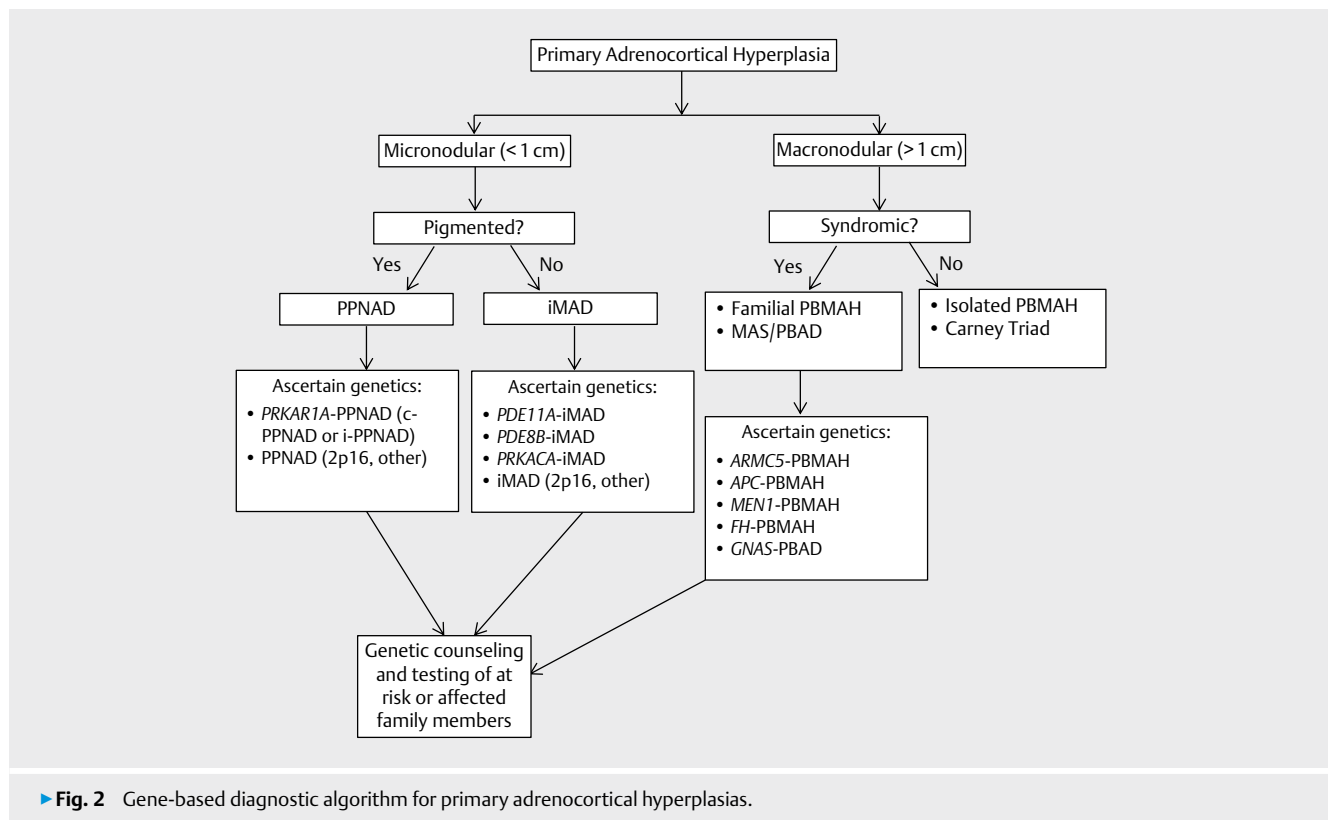 Primary Adrenocortical Hyperplasia
Micronodular (< 1 cm)
Macronodular (> 1 cm)
Pigmented?
Syndromic?
Yes
No
Yes
No
PPNAD
iMAD
• Familial PBMAH
• MAS/PBAD
• Isolated PBMAH
• Carney Triad
Ascertain genetics:
• PRKAR1A-PPNAD (c-
PPNAD or i-PPNAD)
• PPNAD (2p16, other)
Ascertain genetics:
• PDE11A-iMAD
• PDE8B-iMAD
• PRKACA-iMAD
• iMAD (2p16, other)
Ascertain genetics:
• ARMC5-PBMAH
• APC-PBMAH
• MEN1-PBMAH
• FH-PBMAH
• GNAS-PBAD
Genetic counseling
and testing of at
risk or affected
family members
▶ Fig. 2 Gene-based diagnostic algorithm for primary adrenocortical hyperplasias.